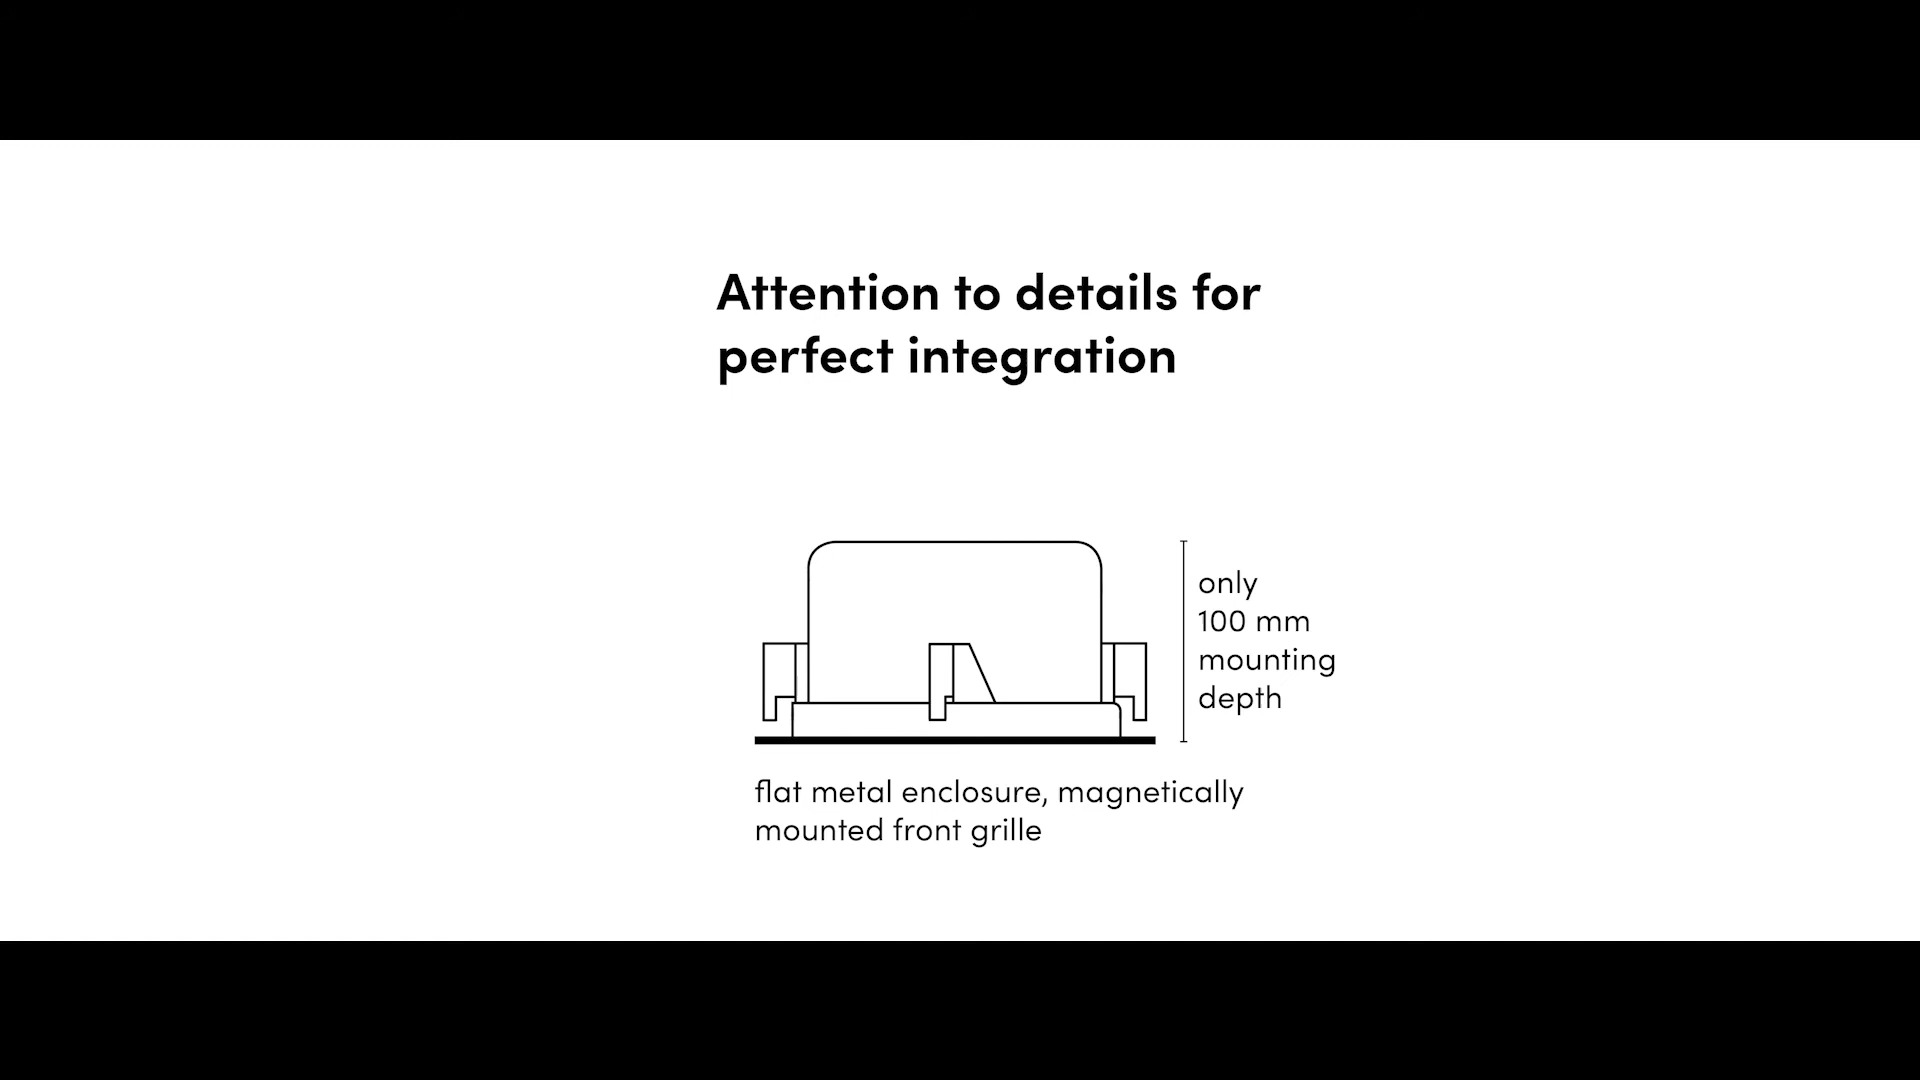 Attention to details for
perfect integration
only
100 mm
mounting
depth
flat metal enclosure, magnetically
mounted front grille